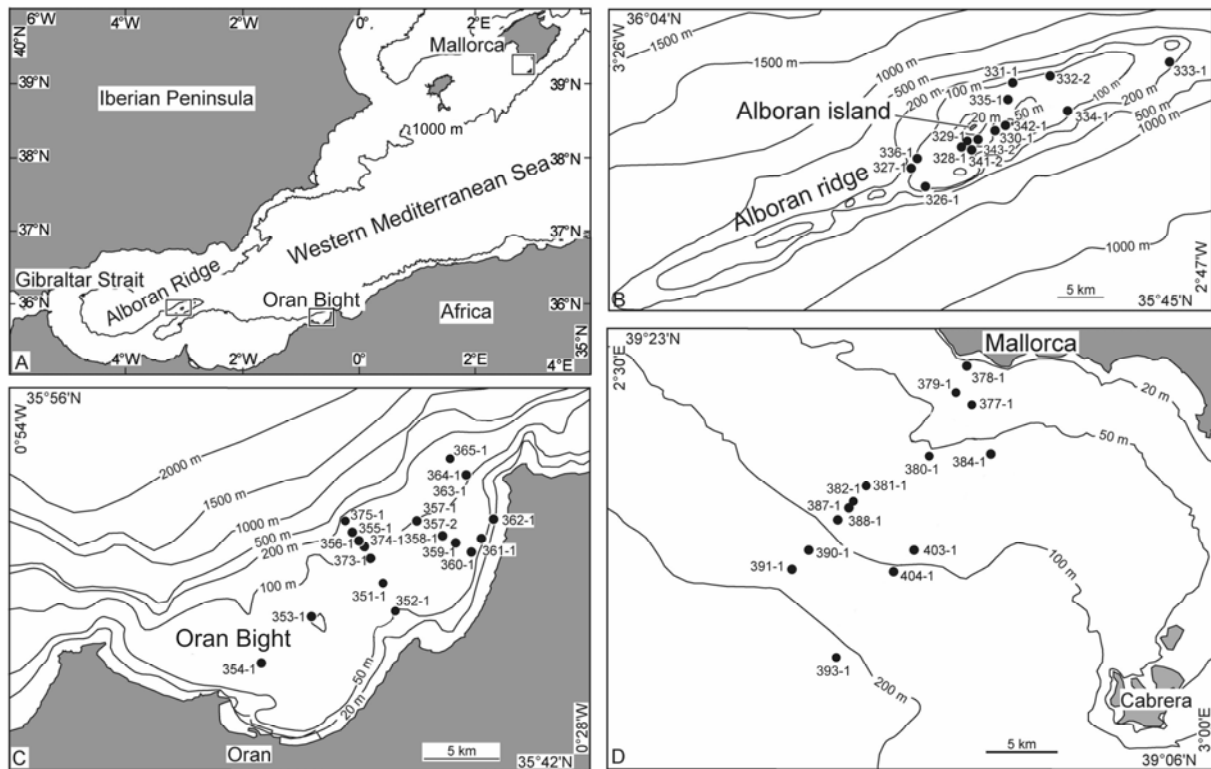 6°W
4°W
2°W
0°
2°E
40°N
Mallorca
39°N
39°N
Iberian Peninsula
1000 m
38°N
38°N
Western Mediterranean Sea
37°N
37°N
Gibraltar Strait
Alboran Ridge
Oran Bight
36°N
36°N
Africa
35°N
A
4°W
2°W
0°
2°E
4°E
36°04'N
3°26'W
1500 m
1500 m
1000 m
500 m
200 m
100 m
331-1
332-2
333-1
335-1
100 m
200 m
Alboran island
20 m
50 m
334-1
500 m
1000 m
342-1
329-1
330-1
336-1
343-2
328-1
341-2
327-1
326-1
Alboran ridge
1000 m
2°47'W
B
5 km
35°45'N
35°56'N
0°54'W
2000 m
365-1
364-1
1500 m
363-1
1000 m
375-1
357-1
500 m
355-1
357-2
362-1
200 m
356-1
374-1
358-1
359-1
361-1
373-1
360-1
100 m
351-1
352-1
353-1
Oran Bight
354-1
50 m
20 m
0°28'W
C
Oran
5 km
35°42'N
39°23'N
2°30'E
Mallorca
378-1
379-1
20 m
377-1
50 m
380-1
384-1
381-1
382-1
387-1
388-1
390-1
403-1
391-1
404-1
100 m
393-1
200 m
Cabrera
3°00'E
D
5 km
39°06'N